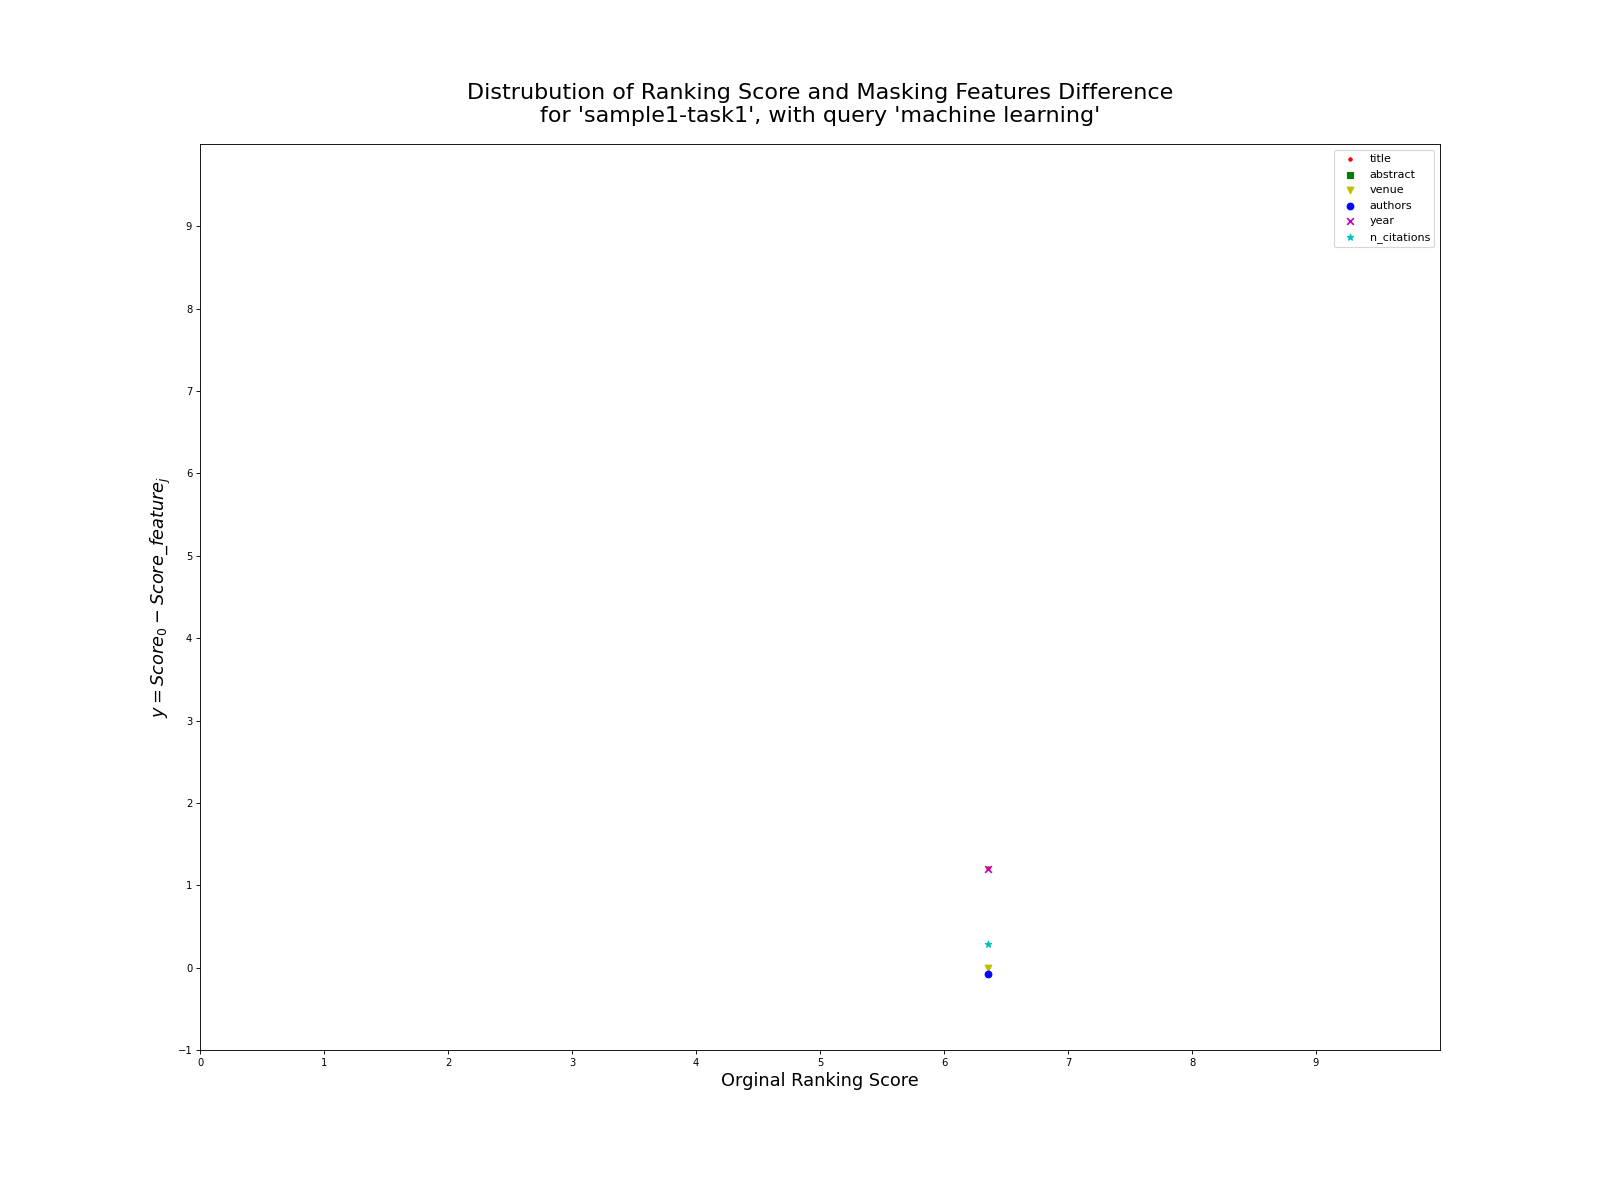 Distrubution of Ranking Score and Masking Features Difference
for 'sample1-task1', with query 'machine learning'
title
abstract
venue
authors
year
n_citations
9
8
7
6
5
4
3
2
1
0
−1
y = Score_0 − Score_feature_j
0 1 2 3 4 5 6 7 8 9
Orginal Ranking Score